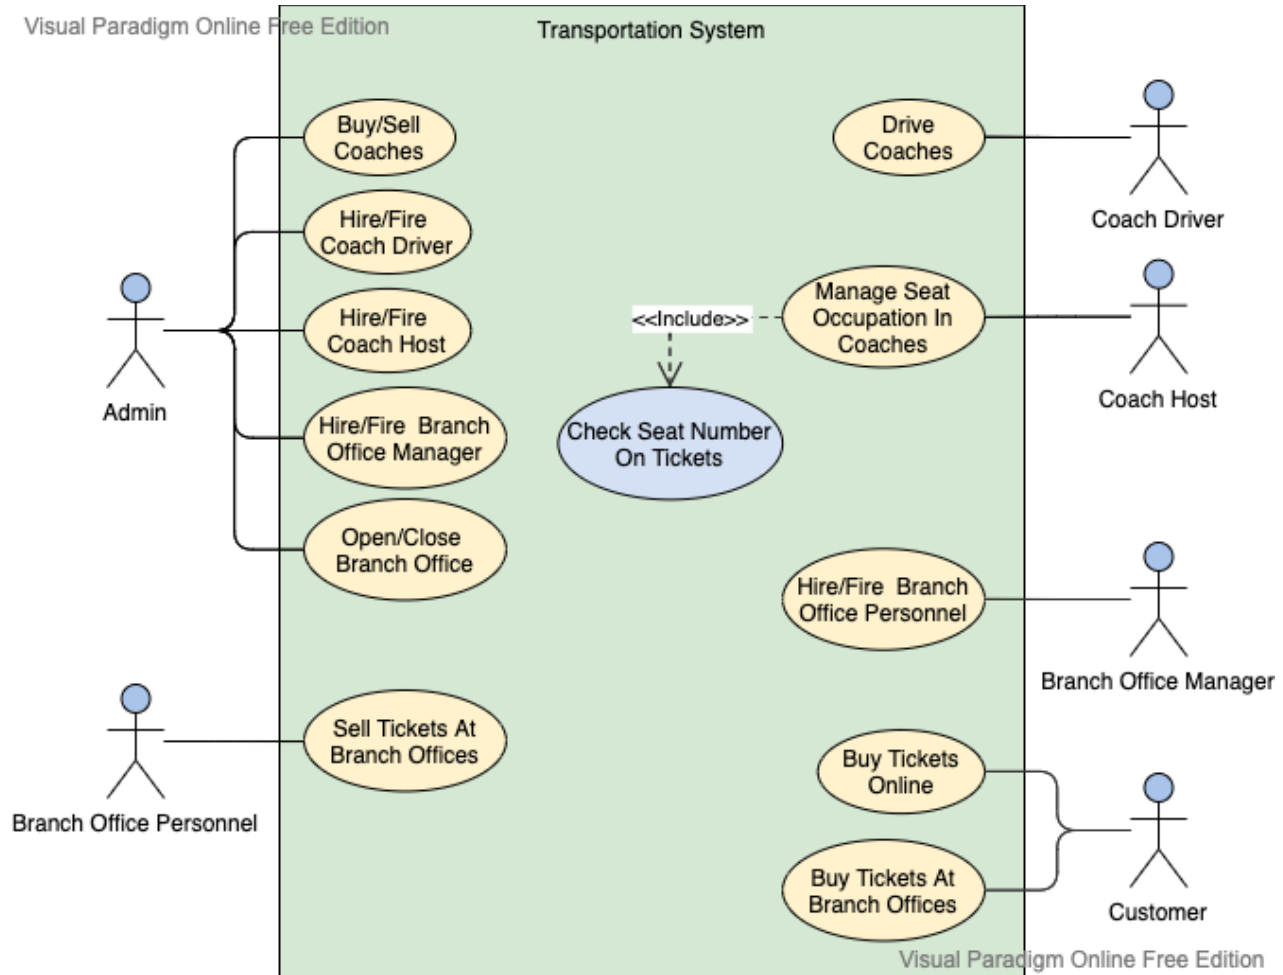 Visual Paradigm Online Free Edition
Transportation System
Buy/Sell
Coaches
Hire/Fire
Coach Driver
Hire/Fire
Coach Host
Hire/Fire  Branch
Office Manager
Open/Close
Branch Office
Admin
Sell Tickets At
Branch Offices
Branch Office Personnel
<<Include>>
Check Seat Number
On Tickets
Drive
Coaches
Coach Driver
Manage Seat
Occupation In
Coaches
Coach Host
Hire/Fire  Branch
Office Personnel
Branch Office Manager
Buy Tickets
Online
Buy Tickets At
Branch Offices
Customer
Visual Paradigm Online Free Edition